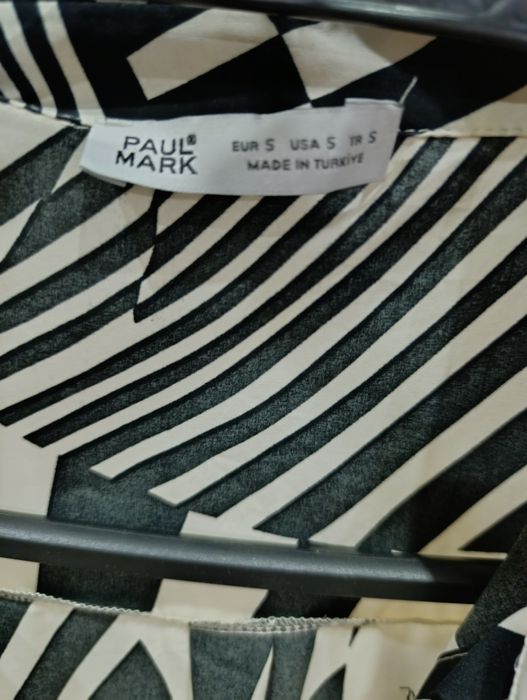 PAUL®
MARK
EUR S USA S TR S
MADE IN TURKIYE